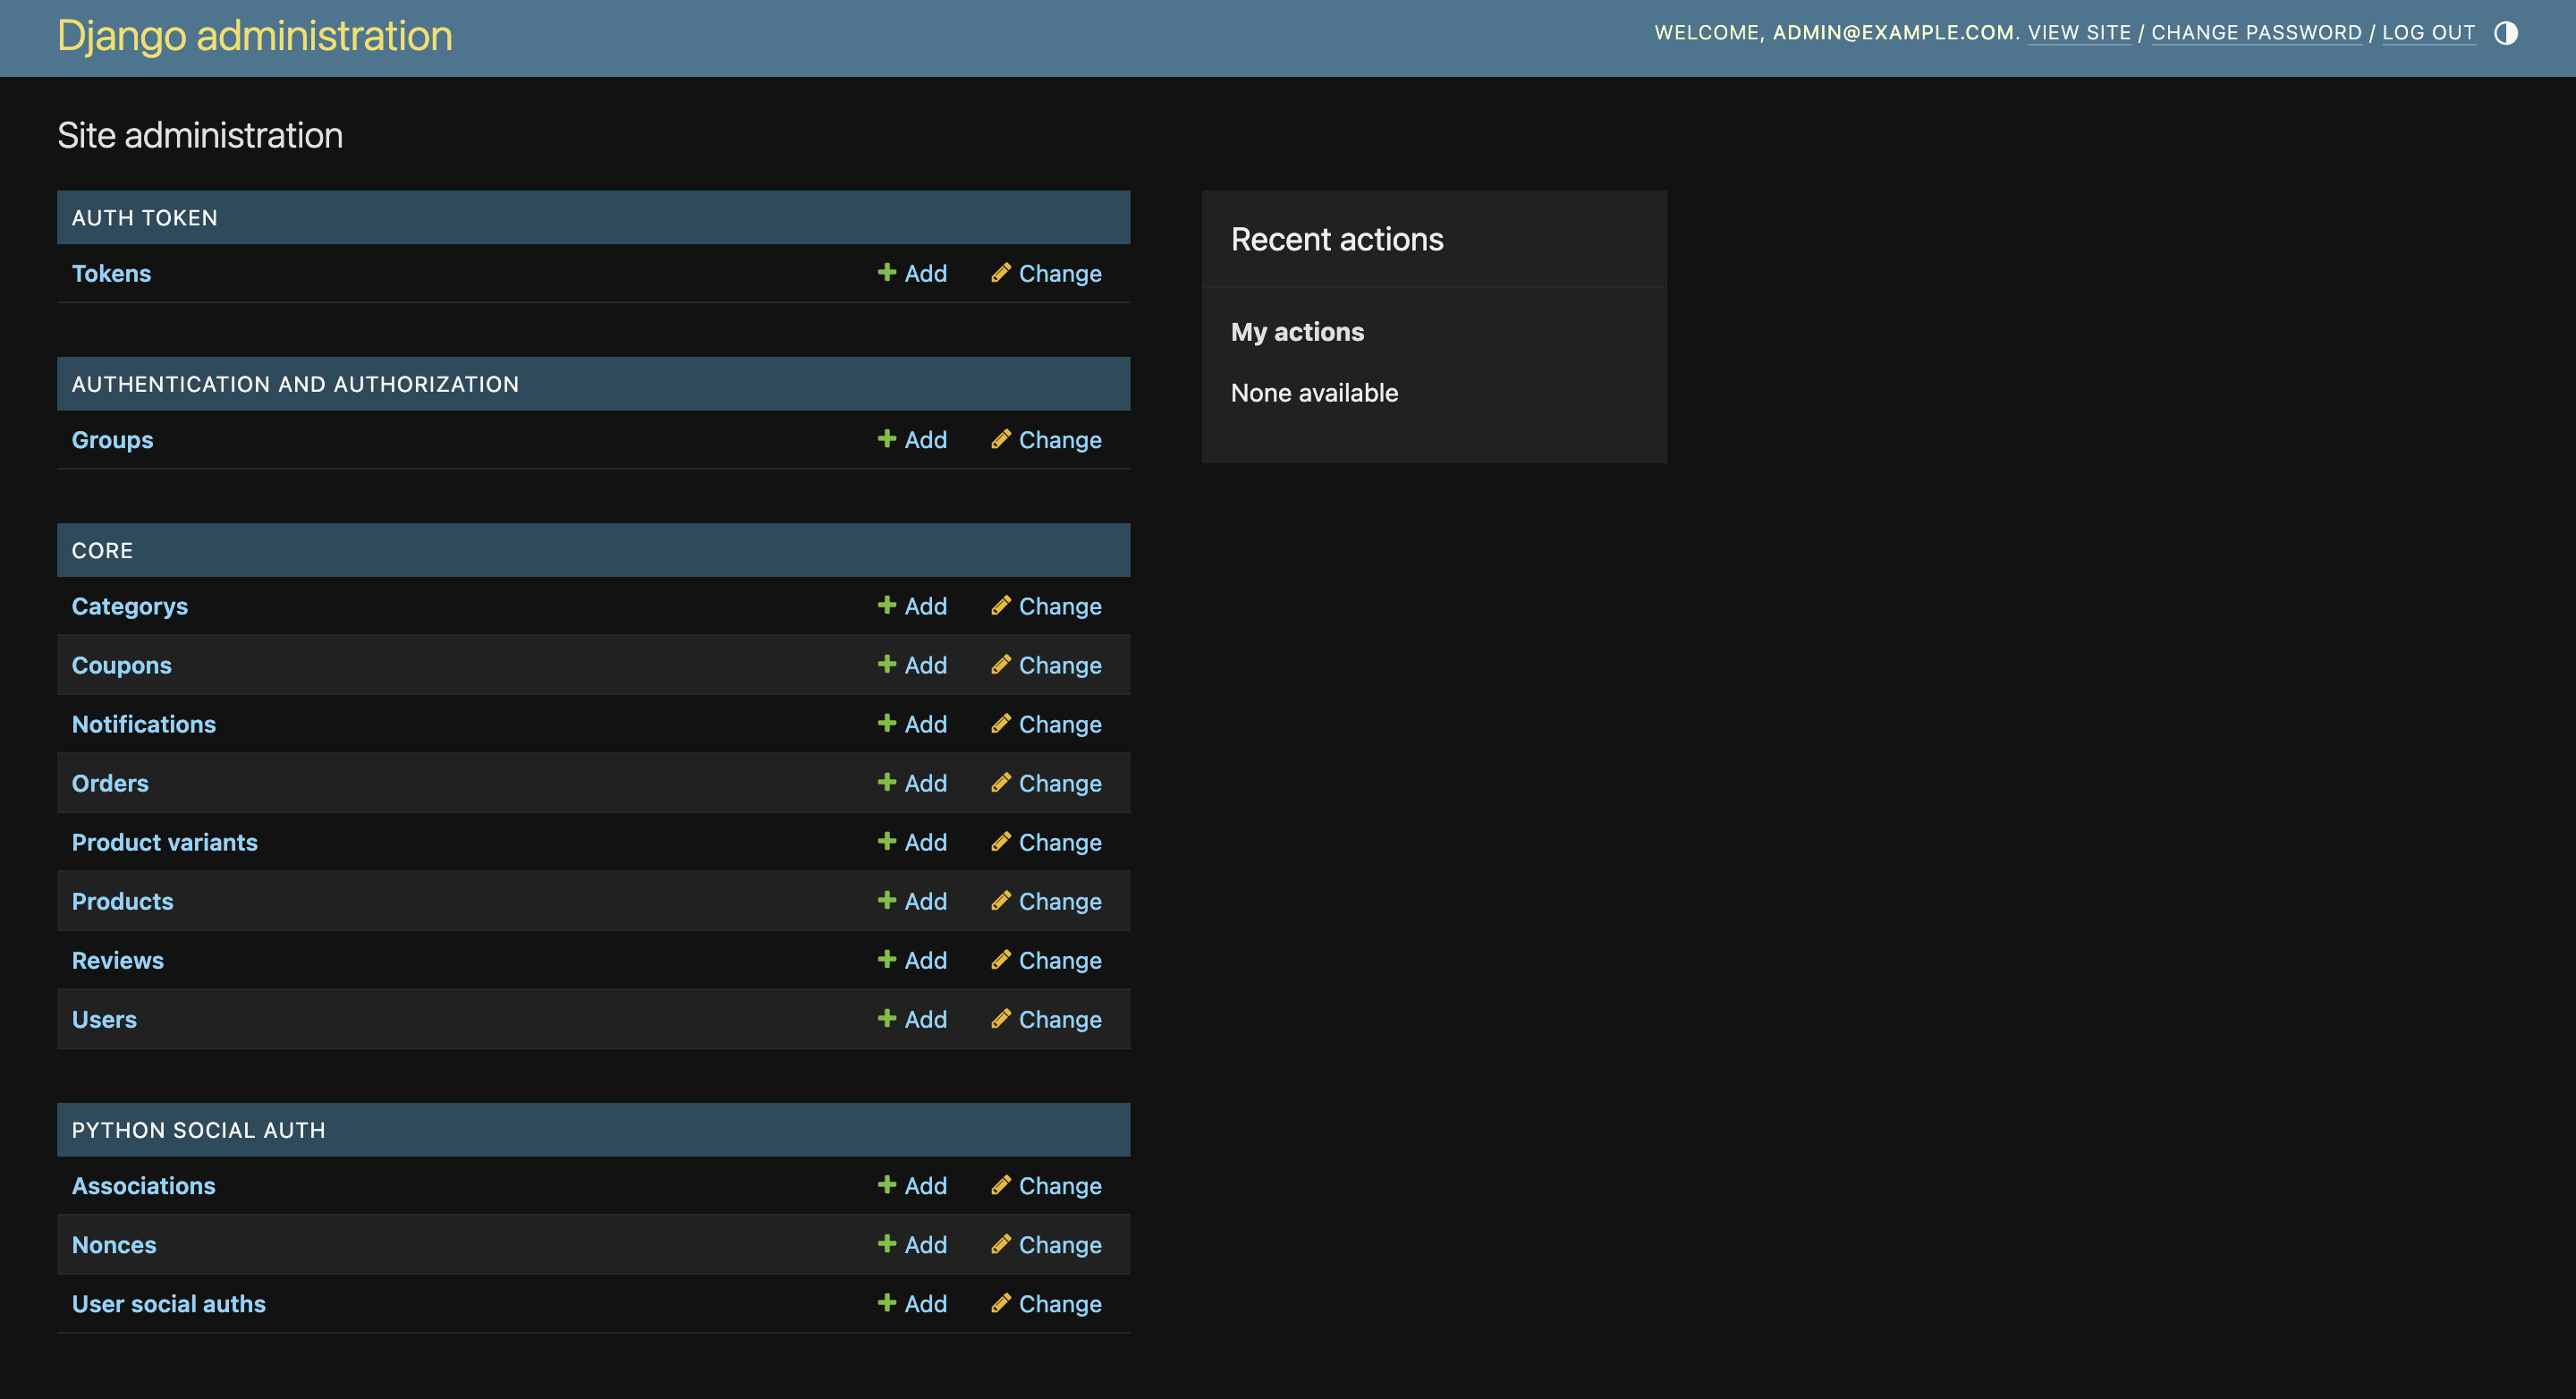 Django administration
WELCOME, ADMIN@EXAMPLE.COM. VIEW SITE / CHANGE PASSWORD / LOG OUT
Site administration
AUTH TOKEN
Tokens Add Change
AUTHENTICATION AND AUTHORIZATION
Groups Add Change
CORE
Categorys Add Change
Coupons Add Change
Notifications Add Change
Orders Add Change
Product variants Add Change
Products Add Change
Reviews Add Change
Users Add Change
PYTHON SOCIAL AUTH
Associations Add Change
Nonces Add Change
User social auths Add Change
Recent actions
My actions
None available